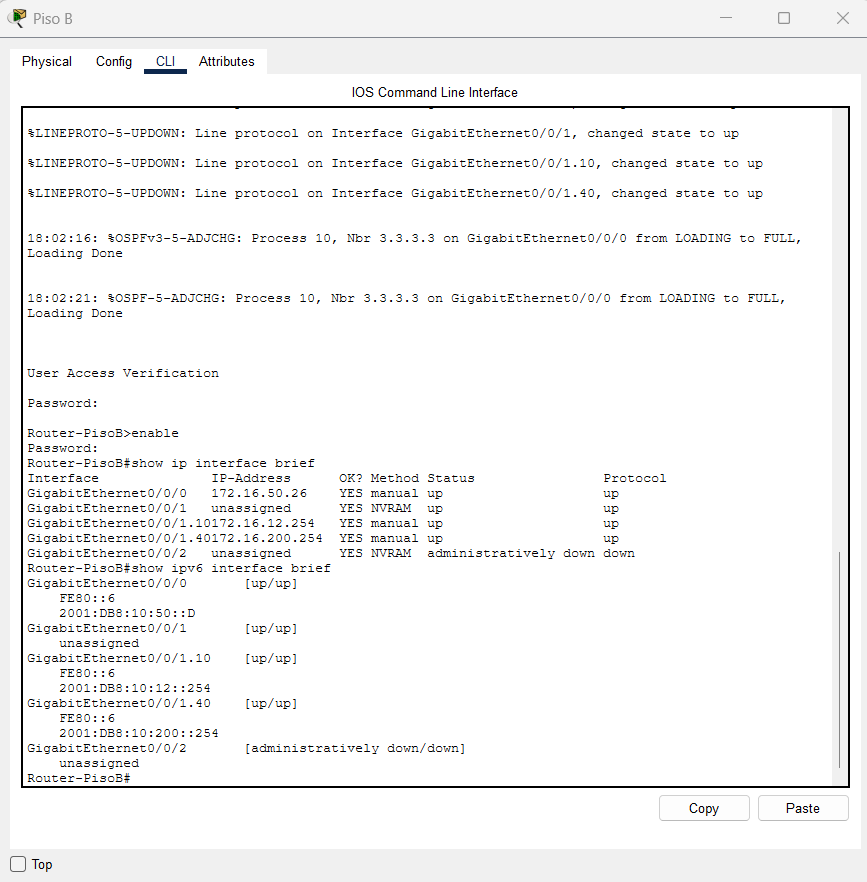 Piso B
Physical Config CLI Attributes
IOS Command Line Interface
%LINEPROTO-5-UPDOWN: Line protocol on Interface GigabitEthernet0/0/1, changed state to up
%LINEPROTO-5-UPDOWN: Line protocol on Interface GigabitEthernet0/0/1.10, changed state to up
%LINEPROTO-5-UPDOWN: Line protocol on Interface GigabitEthernet0/0/1.40, changed state to up
18:02:16: %OSPFv3-5-ADJCHG: Process 10, Nbr 3.3.3.3 on GigabitEthernet0/0/0 from LOADING to FULL,
Loading Done
18:02:21: %OSPF-5-ADJCHG: Process 10, Nbr 3.3.3.3 on GigabitEthernet0/0/0 from LOADING to FULL,
Loading Done
User Access Verification
Password:
Router-PisoB>enable
Password:
Router-PisoB#show ip interface brief
Interface IP-Address OK? Method Status Protocol
GigabitEthernet0/0/0 172.16.50.26 YES manual up up
GigabitEthernet0/0/1 unassigned YES NVRAM up up
GigabitEthernet0/0/1.10172.16.12.254 YES manual up up
GigabitEthernet0/0/1.40172.16.200.254 YES manual up up
GigabitEthernet0/0/2 unassigned YES NVRAM administratively down down
Router-PisoB#show ipv6 interface brief
GigabitEthernet0/0/0 [up/up]
FE80::6
2001:DB8:10:50::D
GigabitEthernet0/0/1 [up/up]
unassigned
GigabitEthernet0/0/1.10 [up/up]
FE80::6
2001:DB8:10:12::254
GigabitEthernet0/0/1.40 [up/up]
FE80::6
2001:DB8:10:200::254
GigabitEthernet0/0/2 [administratively down/down]
unassigned
Router-PisoB#
Copy Paste
Top